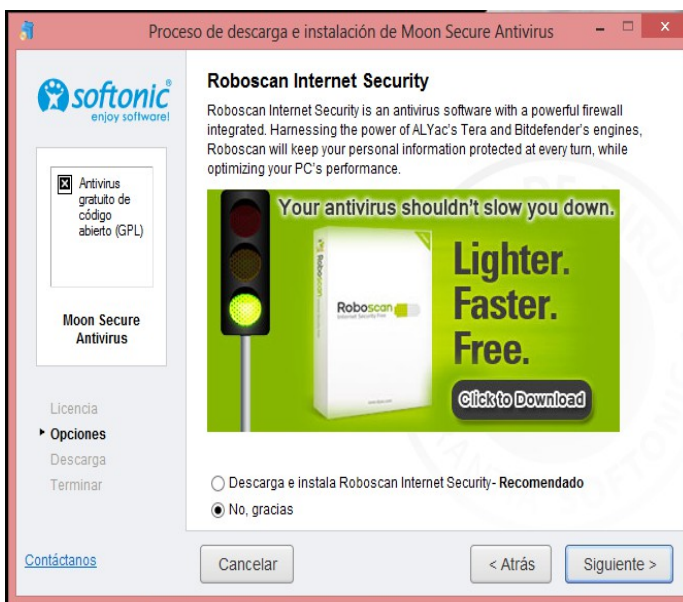 Proceso de descarga e instalación de Moon Secure Antivirus
softonic
enjoy software!
Antivirus
gratuito de
código
abierto (GPL)
Moon Secure
Antivirus
Licencia
Opciones
Descarga
Terminar
Contáctanos
Roboscan Internet Security
Roboscan Internet Security is an antivirus software with a powerful firewall
integrated. Harnessing the power of ALYac's Tera and Bitdefender's engines,
Roboscan will keep your personal information protected at every turn, while
optimizing your PC's performance.
Your antivirus shouldn't slow you down.
Roboscan
Roboscan
Internet Security Free
Lighter.
Faster.
Free.
Click to Download
Descarga e instala Roboscan Internet Security- Recomendado
No, gracias
Cancelar
< Atrás
Siguiente >